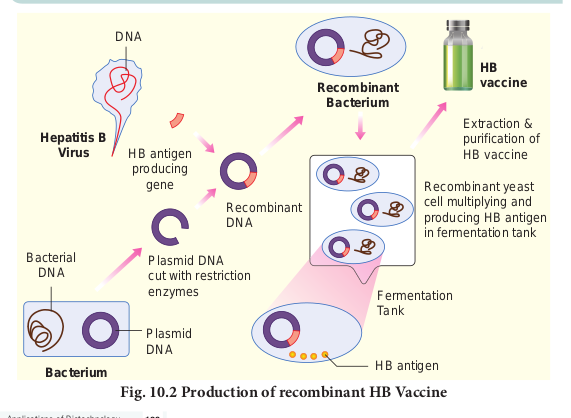 DNA
Hepatitis B
Virus
HB antigen
producing
gene
Recombinant
Bacterium
HB
vaccine
Extraction &
purification of
HB vaccine
Recombinant
DNA
Recombinant yeast
cell multiplying and
producing HB antigen
in fermentation tank
Bacterial
DNA
Plasmid DNA
cut with restriction
enzymes
Plasmid
DNA
Bacterium
Fermentation
Tank
HB antigen
Fig. 10.2 Production of recombinant HB Vaccine
Applications of Biotechnology